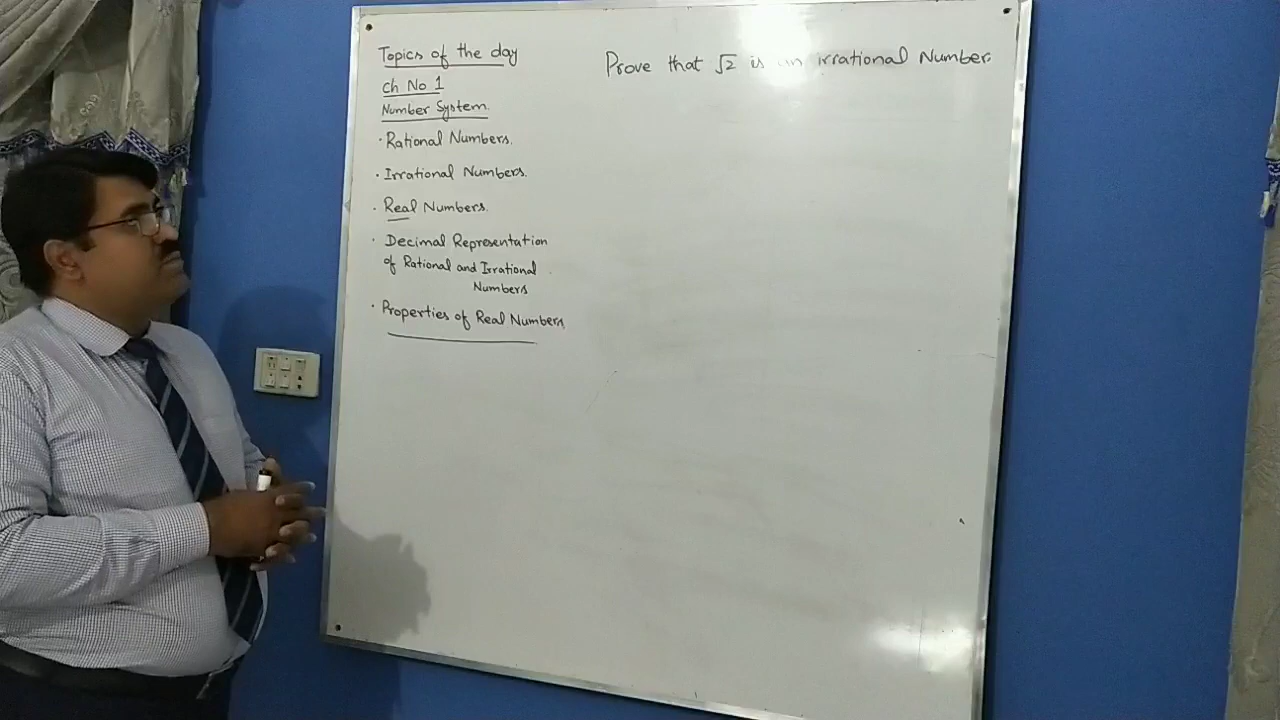 Topics of the day
Ch No 1
Number System.
· Rational Numbers.
· Irrational Numbers.
· Real Numbers.
· Decimal Representation
of Rational and Irrational
Numbers
· Properties of Real Numbers,
Prove that √2 is an irrational Number.